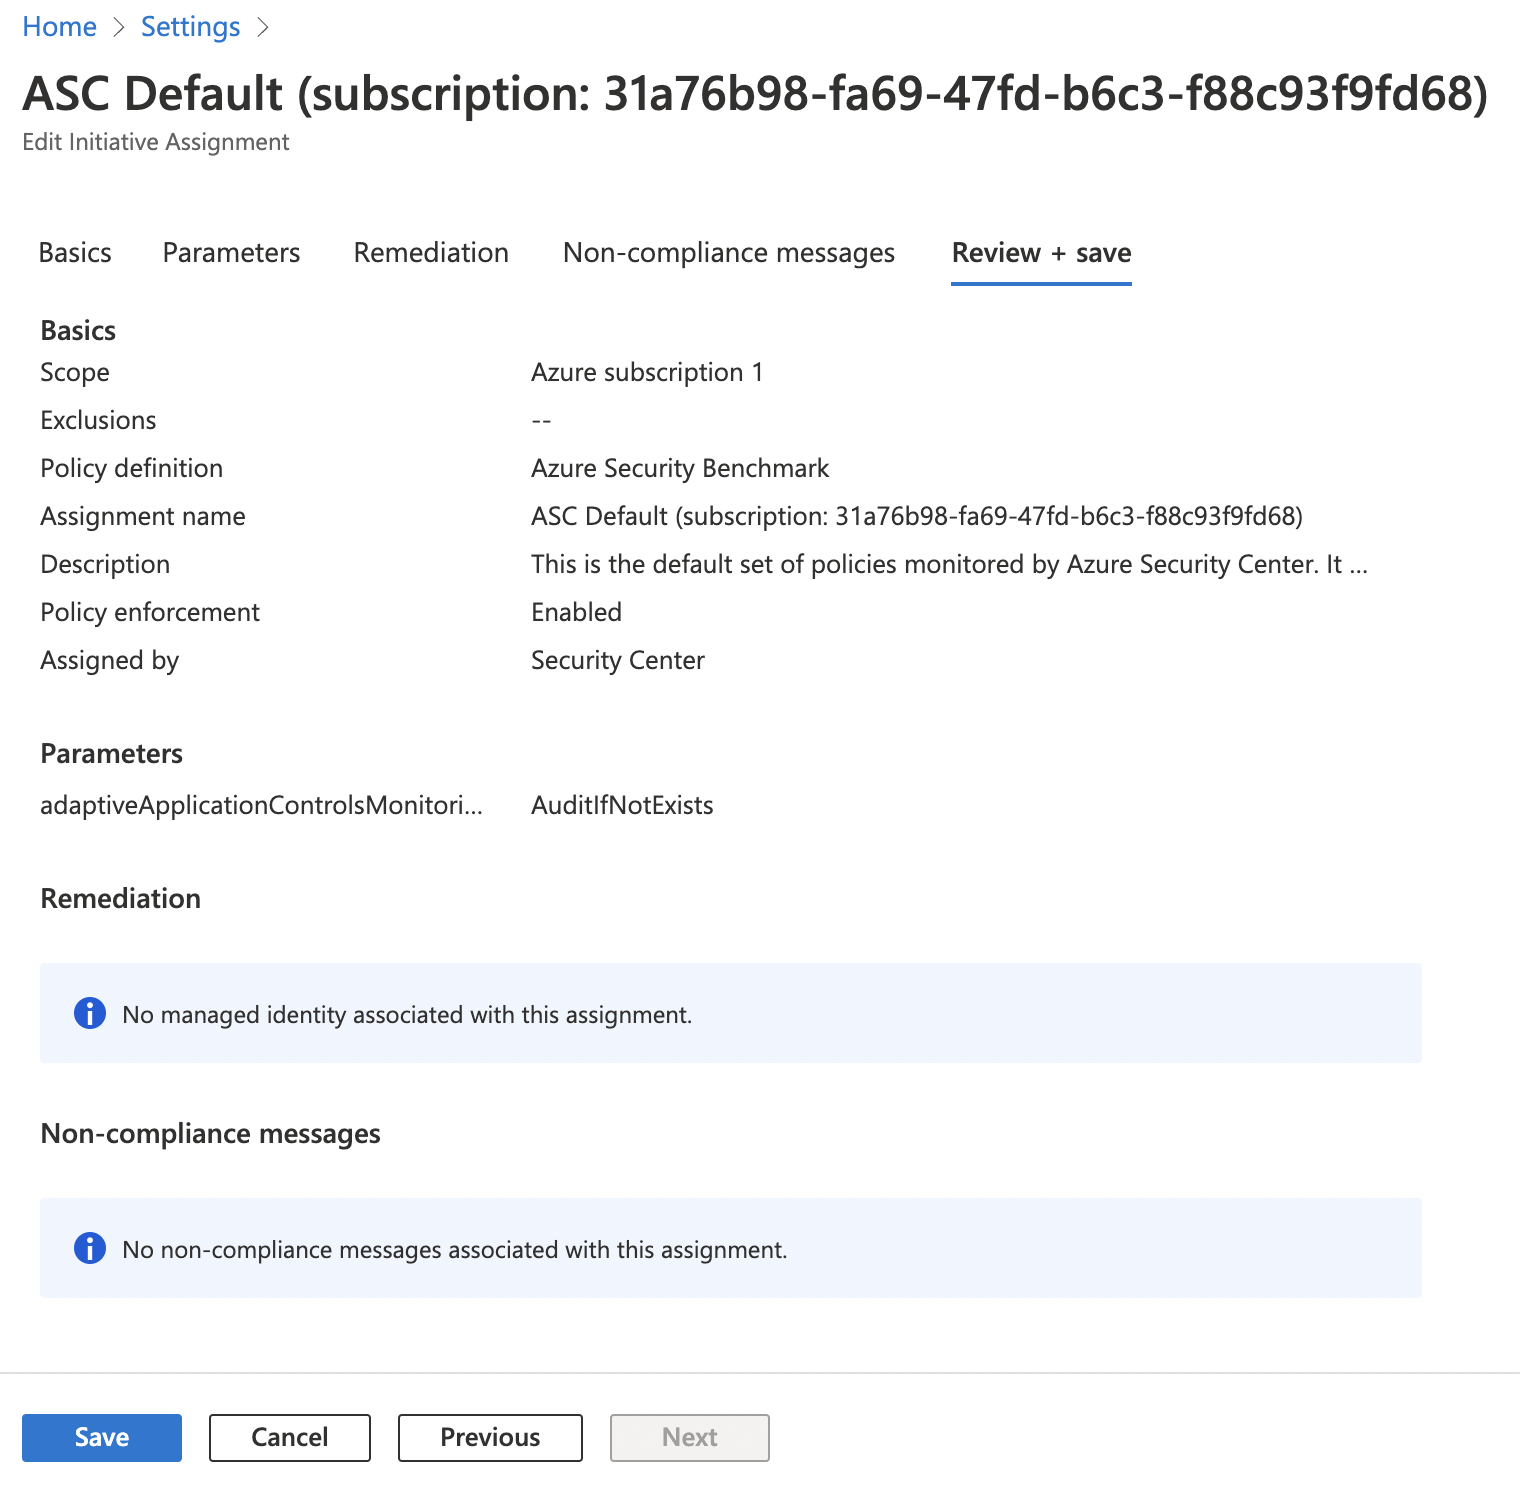 Home > Settings >
ASC Default (subscription: 31a76b98-fa69-47fd-b6c3-f88c93f9fd68)
Edit Initiative Assignment
Basics Parameters Remediation Non-compliance messages Review + save
Basics
Scope Azure subscription 1
Exclusions --
Policy definition Azure Security Benchmark
Assignment name ASC Default (subscription: 31a76b98-fa69-47fd-b6c3-f88c93f9fd68)
Description This is the default set of policies monitored by Azure Security Center. It ...
Policy enforcement Enabled
Assigned by Security Center
Parameters
adaptiveApplicationControlsMonitori... AuditIfNotExists
Remediation
No managed identity associated with this assignment.
Non-compliance messages
No non-compliance messages associated with this assignment.
Save Cancel Previous Next